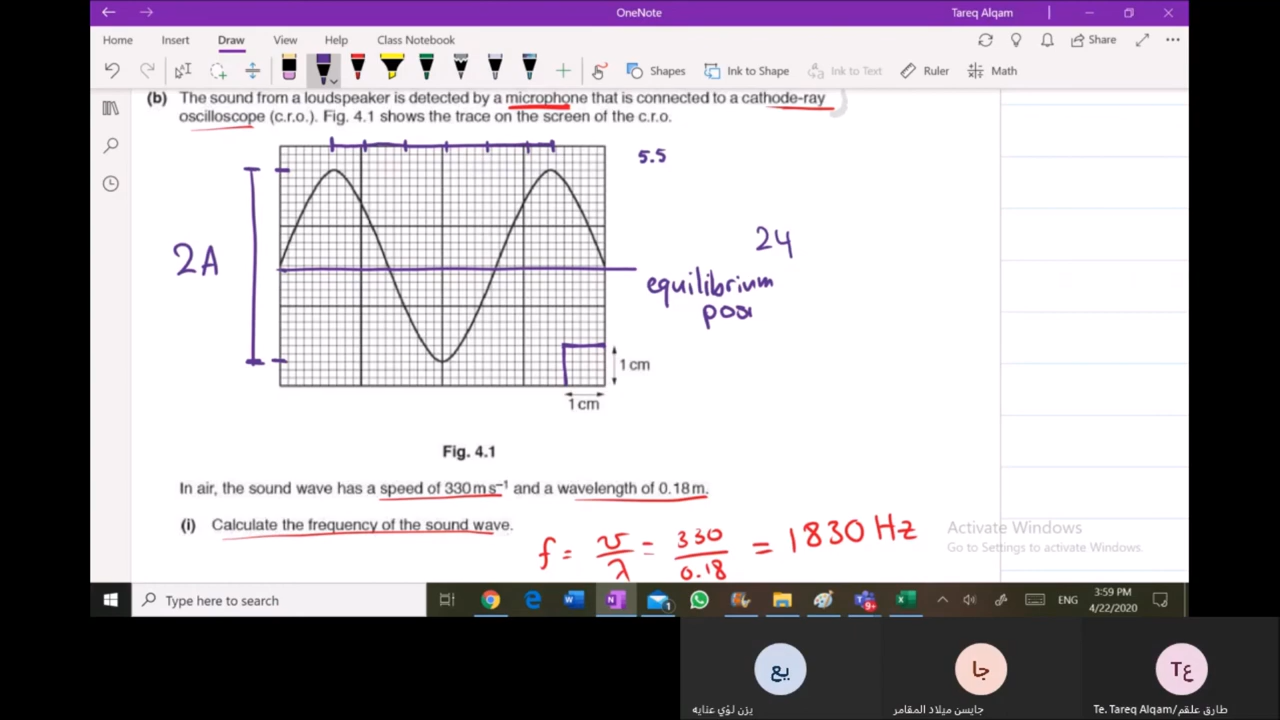 OneNote
Tareq Alqam
Home Insert Draw View Help Class Notebook
Share
Shapes Ink to Shape Ink to Text Ruler Math
(b) The sound from a loudspeaker is detected by a microphone that is connected to a cathode-ray
oscilloscope (c.r.o.). Fig. 4.1 shows the trace on the screen of the c.r.o.
5.5
2A
24
equilibrium
pos
1 cm
1 cm
Fig. 4.1
In air, the sound wave has a speed of 330 m s⁻¹ and a wavelength of 0.18 m.
(i) Calculate the frequency of the sound wave.
f = v/λ = 330/0.18 = 1830 Hz
Activate Windows
Go to Settings to activate Windows.
Type here to search
ENG
3:59 PM
4/22/2020
يع
جا
Tع
يزن لؤي عنايه
جايسن ميلاد المقامر
Te. Tareq Alqam/طارق علقم